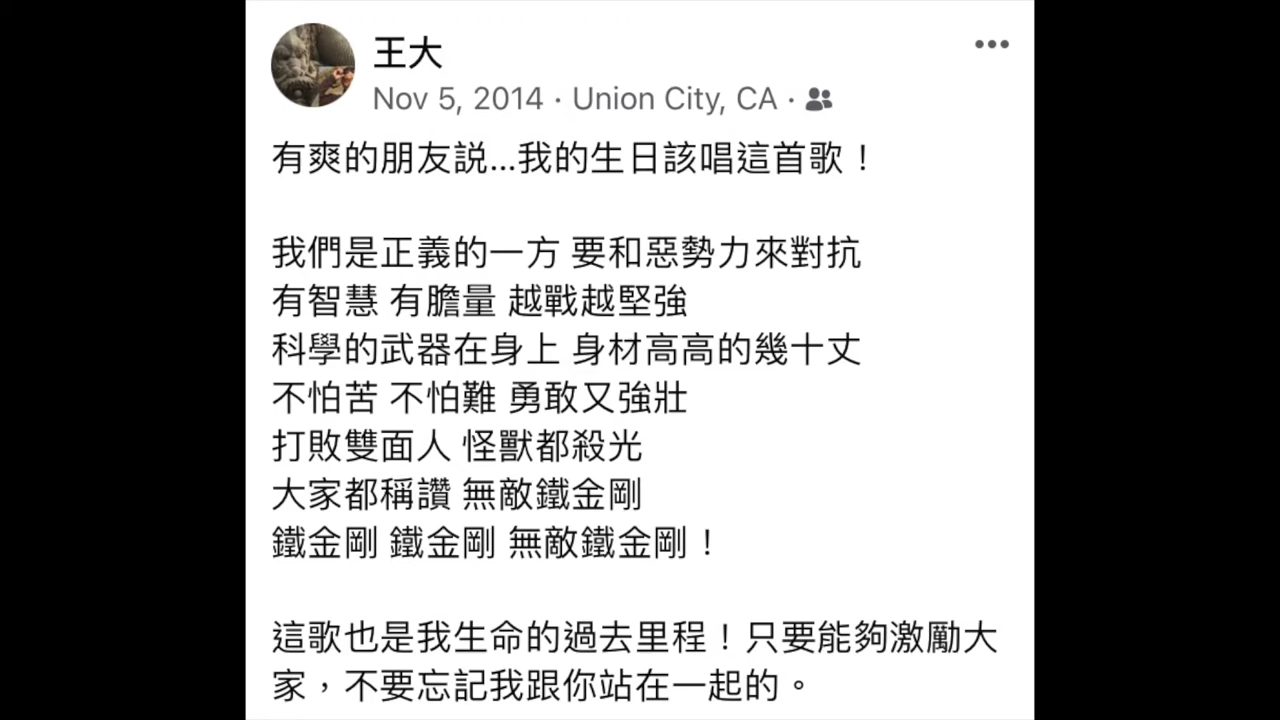 王大
Nov 5, 2014 · Union City, CA ·
有爽的朋友説...我的生日該唱這首歌！
我們是正義的一方 要和惡勢力來對抗
有智慧 有膽量 越戰越堅強
科學的武器在身上 身材高高的幾十丈
不怕苦 不怕難 勇敢又強壯
打敗雙面人 怪獸都殺光
大家都稱讚 無敵鐵金剛
鐵金剛 鐵金剛 無敵鐵金剛！
這歌也是我生命的過去里程！只要能夠激勵大
家，不要忘記我跟你站在一起的。